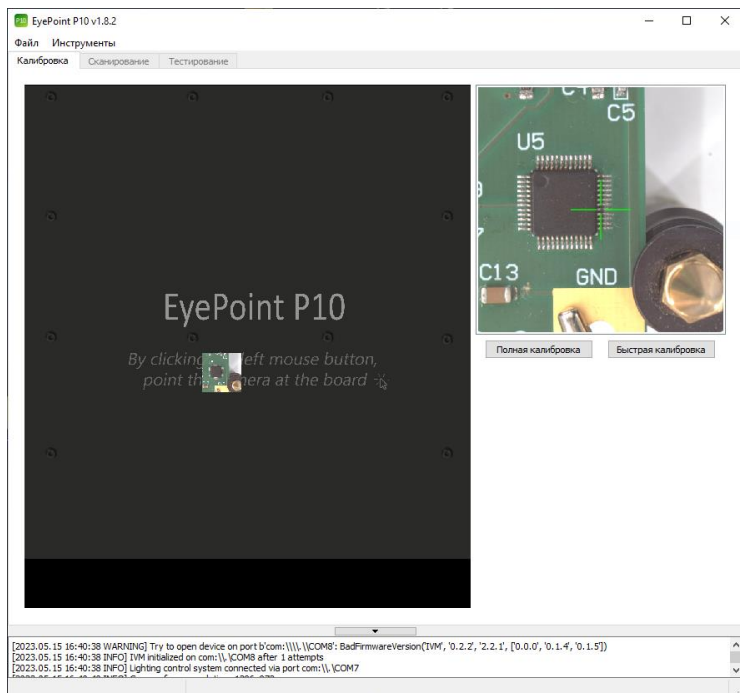 EyePoint P10 v1.8.2
Файл Инструменты
Калибровка Сканирование Тестирование
EyePoint P10
By clicking left mouse button,
point the camera at the board
C4
C5
U5
C13
GND
Полная калибровка Быстрая калибровка
[2023.05.15 16:40:38 WARNING] Try to open device on port b'com:\\\\.\\COM8': BadFirmwareVersion('IVM', '0.2.2', '2.2.1', ['0.0.0', '0.1.4', '0.1.5'])
[2023.05.15 16:40:38 INFO] IVM initialized on com:\\.\COM8 after 1 attempts
[2023.05.15 16:40:38 INFO] Lighting control system connected via port com:\\.\COM7